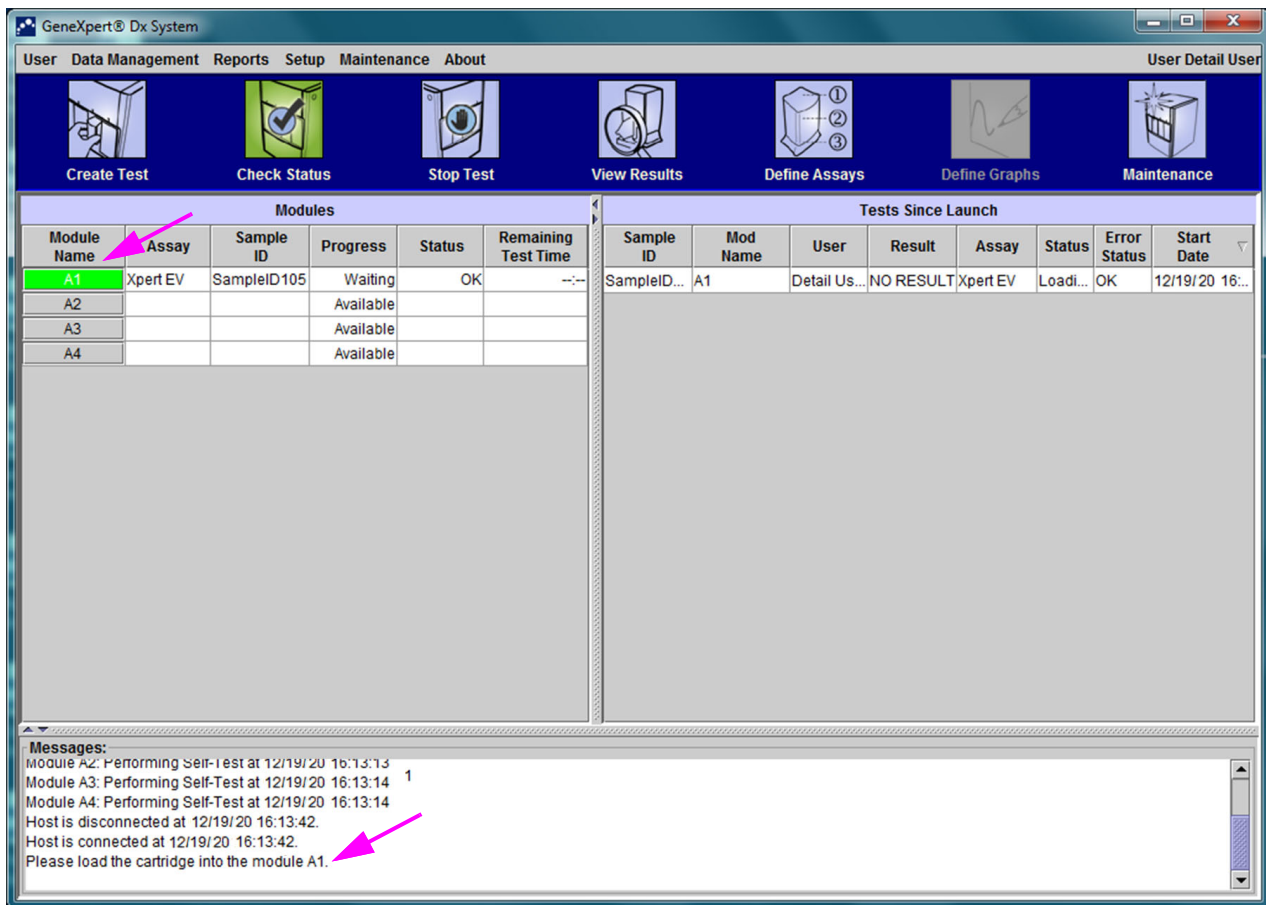 GeneXpert® Dx System
User Data Management Reports Setup Maintenance About User Detail User
Create Test Check Status Stop Test View Results Define Assays Define Graphs Maintenance
①
②
③
Modules
Module Name Assay Sample ID Progress Status Remaining Test Time
A1 Xpert EV SampleID105 Waiting OK --:--
A2 Available
A3 Available
A4 Available
Tests Since Launch
Sample ID Mod Name User Result Assay Status Error Status Start Date
SampleID... A1 Detail Us... NO RESULT Xpert EV Loadi... OK 12/19/20 16:..
Messages:
Module A2: Performing Self-Test at 12/19/20 16:13:13
Module A3: Performing Self-Test at 12/19/20 16:13:14 1
Module A4: Performing Self-Test at 12/19/20 16:13:14
Host is disconnected at 12/19/20 16:13:42.
Host is connected at 12/19/20 16:13:42.
Please load the cartridge into the module A1.